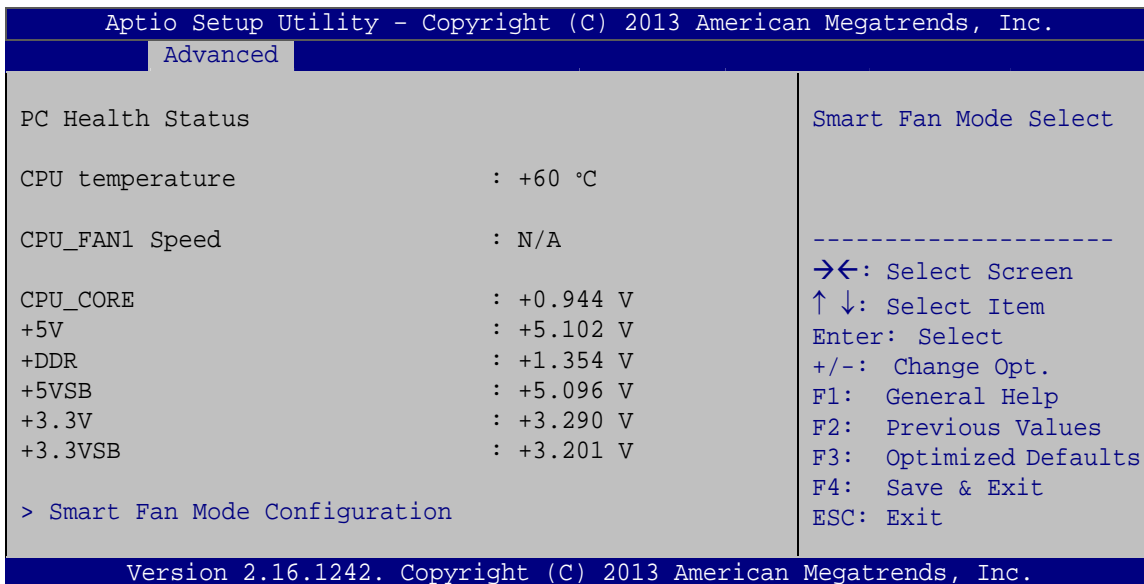 Aptio Setup Utility – Copyright (C) 2013 American Megatrends, Inc.
Advanced
PC Health Status
CPU temperature : +60 °C
CPU_FAN1 Speed : N/A
CPU_CORE : +0.944 V
+5V : +5.102 V
+DDR : +1.354 V
+5VSB : +5.096 V
+3.3V : +3.290 V
+3.3VSB : +3.201 V
> Smart Fan Mode Configuration
Smart Fan Mode Select
---------------------
→←: Select Screen
↑ ↓: Select Item
Enter: Select
+/-: Change Opt.
F1: General Help
F2: Previous Values
F3: Optimized Defaults
F4: Save & Exit
ESC: Exit
Version 2.16.1242. Copyright (C) 2013 American Megatrends, Inc.